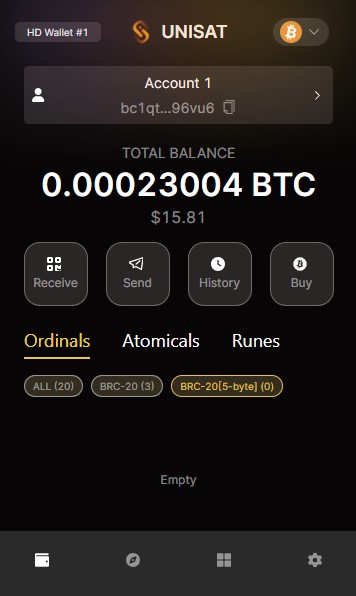 HD Wallet #1
UNISAT
Account 1
bc1qt...96vu6
TOTAL BALANCE
0.00023004 BTC
$15.81
Receive Send History Buy
Ordinals Atomicals Runes
ALL (20) BRC-20 (3) BRC-20[5-byte] (0)
Empty